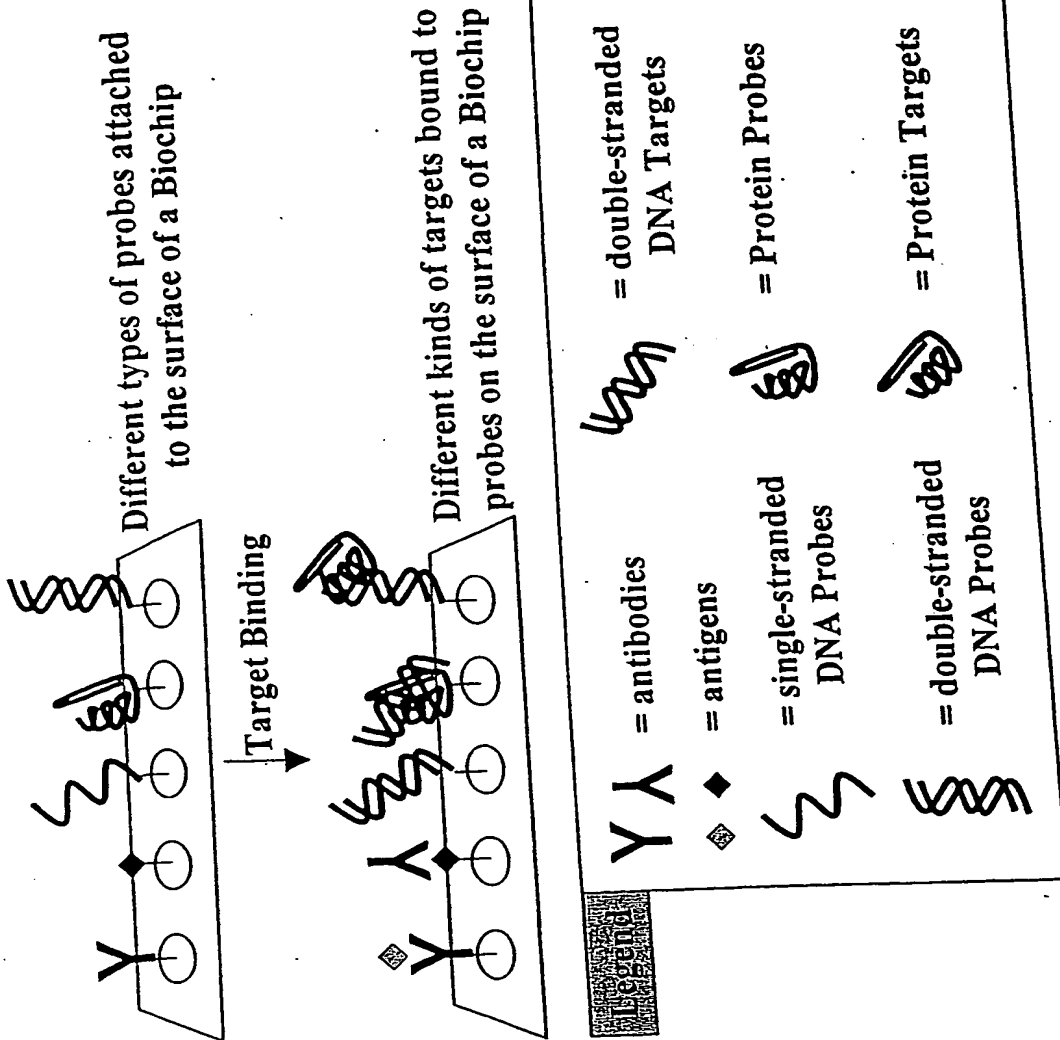 Different types of probes attached
to the surface of a Biochip
Target Binding
Different kinds of targets bound to
probes on the surface of a Biochip
Legend
= antibodies
= antigens
= single-stranded
DNA Probes
= double-stranded
DNA Probes
= double-stranded
DNA Targets
= Protein Probes
= Protein Targets